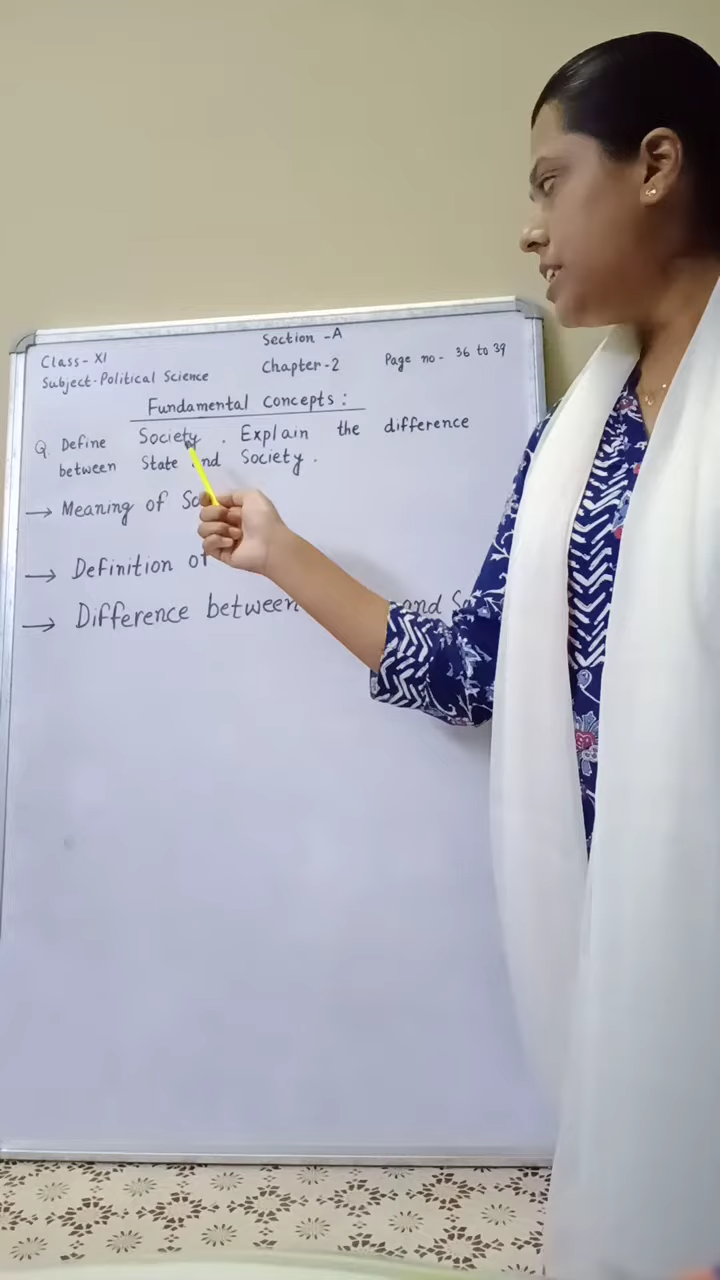 Section -A
Class- XI
Chapter-2
Page no - 36 to 39
Subject-Political Science
Fundamental concepts:
Q. Define Society. Explain the difference
between State and Society.
→ Meaning of
→ Definition of
→ Difference between and